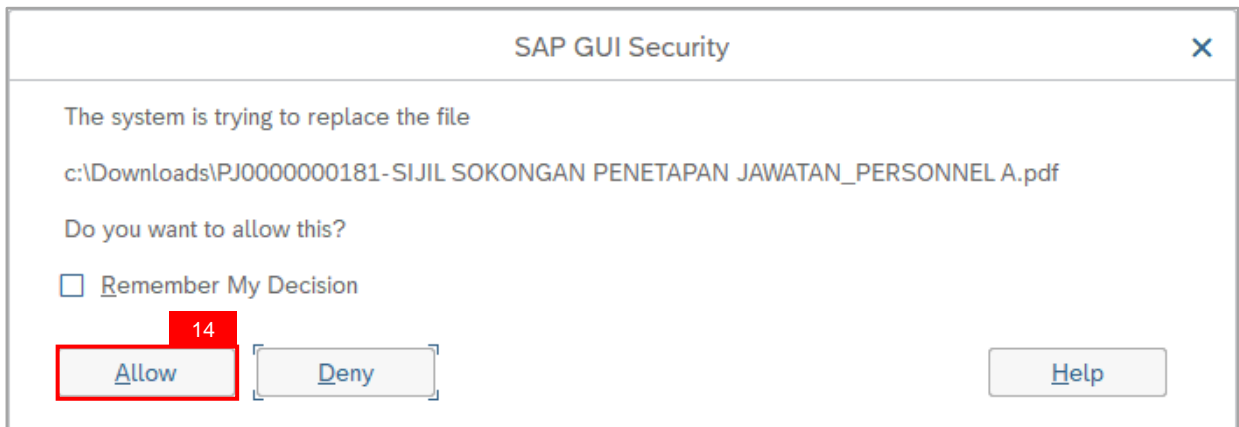 SAP GUI Security
The system is trying to replace the file
c:\Downloads\PJ0000000181-SIJIL SOKONGAN PENETAPAN JAWATAN_PERSONNEL A.pdf
Do you want to allow this?
Remember My Decision
14
Allow Deny Help